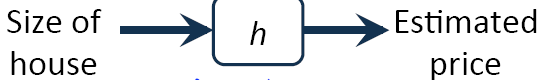 Size of
house
h
Estimated
price